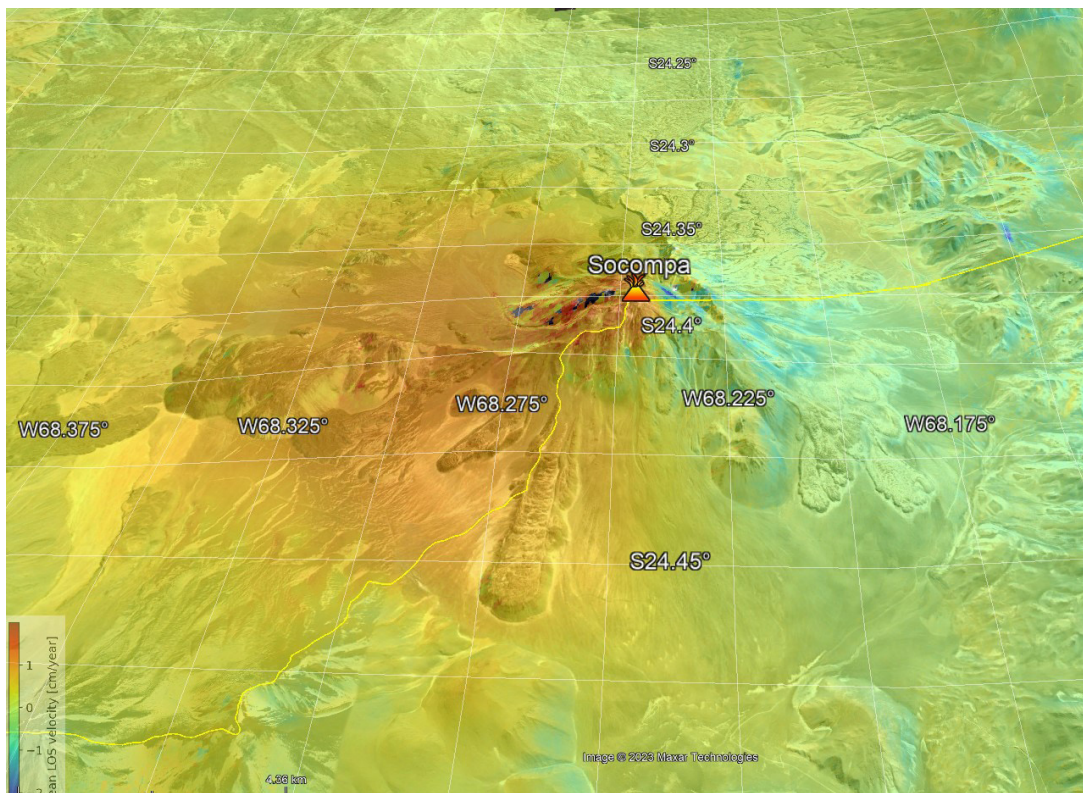 S24.25°
S24.3°
S24.35°
Socompa
S24.4°
W68.275°
W68.225°
W68.375°
W68.325°
W68.175°
S24.45°
1
0
−1
ean LOS velocity [cm/year]
Image © 2023 Maxar Technologies
4.36 km